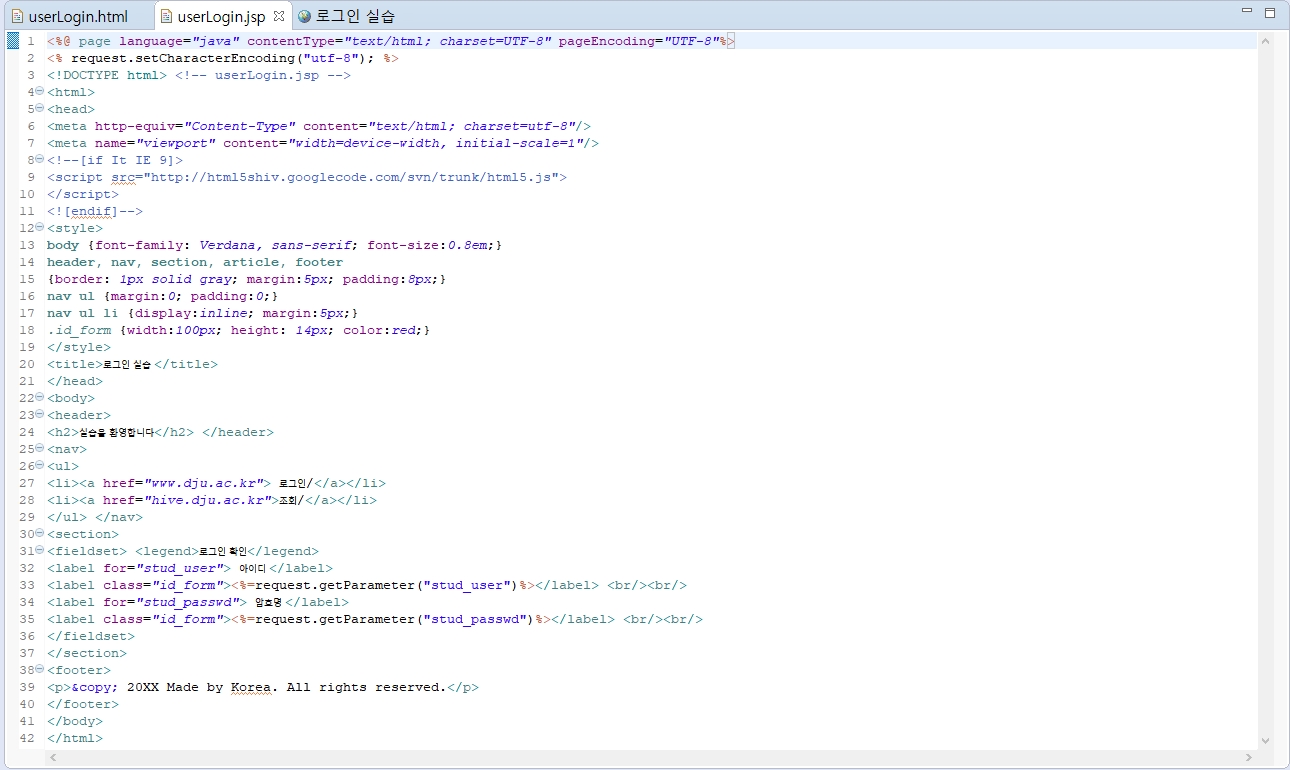 userLogin.html userLogin.jsp 로그인 실습
1 <%@ page language="java" contentType="text/html; charset=UTF-8" pageEncoding="UTF-8"%>
2 <% request.setCharacterEncoding("utf-8"); %>
3 <!DOCTYPE html> <!-- userLogin.jsp -->
4 <html>
5 <head>
6 <meta http-equiv="Content-Type" content="text/html; charset=utf-8"/>
7 <meta name="viewport" content="width=device-width, initial-scale=1"/>
8 <!--[if It IE 9]>
9 <script src="http://html5shiv.googlecode.com/svn/trunk/html5.js">
10 </script>
11 <![endif]-->
12 <style>
13 body {font-family: Verdana, sans-serif; font-size:0.8em;}
14 header, nav, section, article, footer
15 {border: 1px solid gray; margin:5px; padding:8px;}
16 nav ul {margin:0; padding:0;}
17 nav ul li {display:inline; margin:5px;}
18 .id_form {width:100px; height: 14px; color:red;}
19 </style>
20 <title>로그인 실습</title>
21 </head>
22 <body>
23 <header>
24 <h2>실습을 환영합니다</h2> </header>
25 <nav>
26 <ul>
27 <li><a href="www.dju.ac.kr"> 로그인/</a></li>
28 <li><a href="hive.dju.ac.kr">조회/</a></li>
29 </ul> </nav>
30 <section>
31 <fieldset> <legend>로그인 확인</legend>
32 <label for="stud_user"> 아이디</label>
33 <label class="id_form"><%=request.getParameter("stud_user")%></label> <br/><br/>
34 <label for="stud_passwd"> 암호명</label>
35 <label class="id_form"><%=request.getParameter("stud_passwd")%></label> <br/><br/>
36 </fieldset>
37 </section>
38 <footer>
39 <p>&copy; 20XX Made by Korea. All rights reserved.</p>
40 </footer>
41 </body>
42 </html>